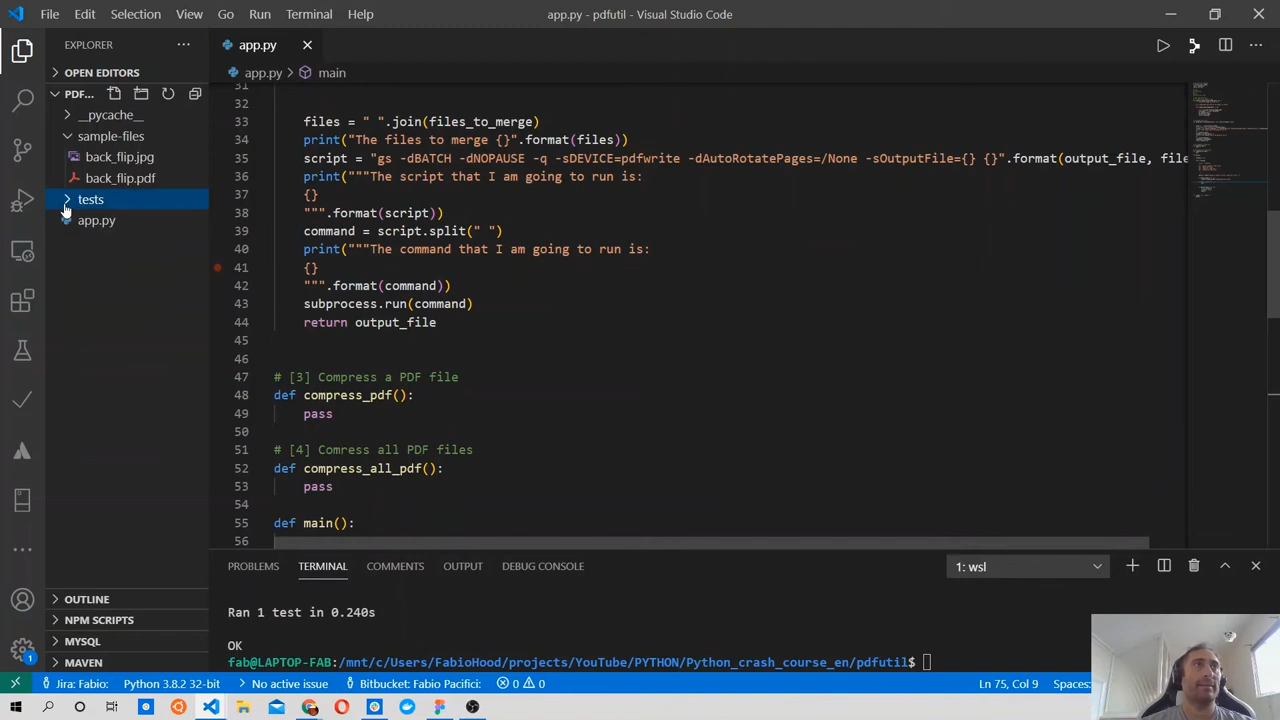 File Edit Selection View Go Run Terminal Help app.py - pdfutil - Visual Studio Code
EXPLORER
app.py
OPEN EDITORS
app.py main
PDF...
__pycache__
sample-files
back_flip.jpg
back_flip.pdf
tests
app.py
31
32
33 files = " ".join(files_to_merge)
34 print("The files to merge {}".format(files))
35 script = "gs -dBATCH -dNOPAUSE -q -sDEVICE=pdfwrite -dAutoRotatePages=/None -sOutputFile={} {}".format(output_file, file
36 print("""The script that I am going to run is:
37 {}
38 """.format(script))
39 command = script.split(" ")
40 print("""The command that I am going to run is:
41 {}
42 """.format(command))
43 subprocess.run(command)
44 return output_file
45
46
47 # [3] Compress a PDF file
48 def compress_pdf():
49 pass
50
51 # [4] Comress all PDF files
52 def compress_all_pdf():
53 pass
54
55 def main():
56
OUTLINE
NPM SCRIPTS
MYSQL
MAVEN
PROBLEMS TERMINAL COMMENTS OUTPUT DEBUG CONSOLE 1: wsl
Ran 1 test in 0.240s
OK
fab@LAPTOP-FAB:/mnt/c/Users/FabioHood/projects/YouTube/PYTHON/Python_crash_course_en/pdfutil$
1
Jira: Fabio: Python 3.8.2 32-bit No active issue Bitbucket: Fabio Pacifici: 0 0 Ln 75, Col 9 Spaces: